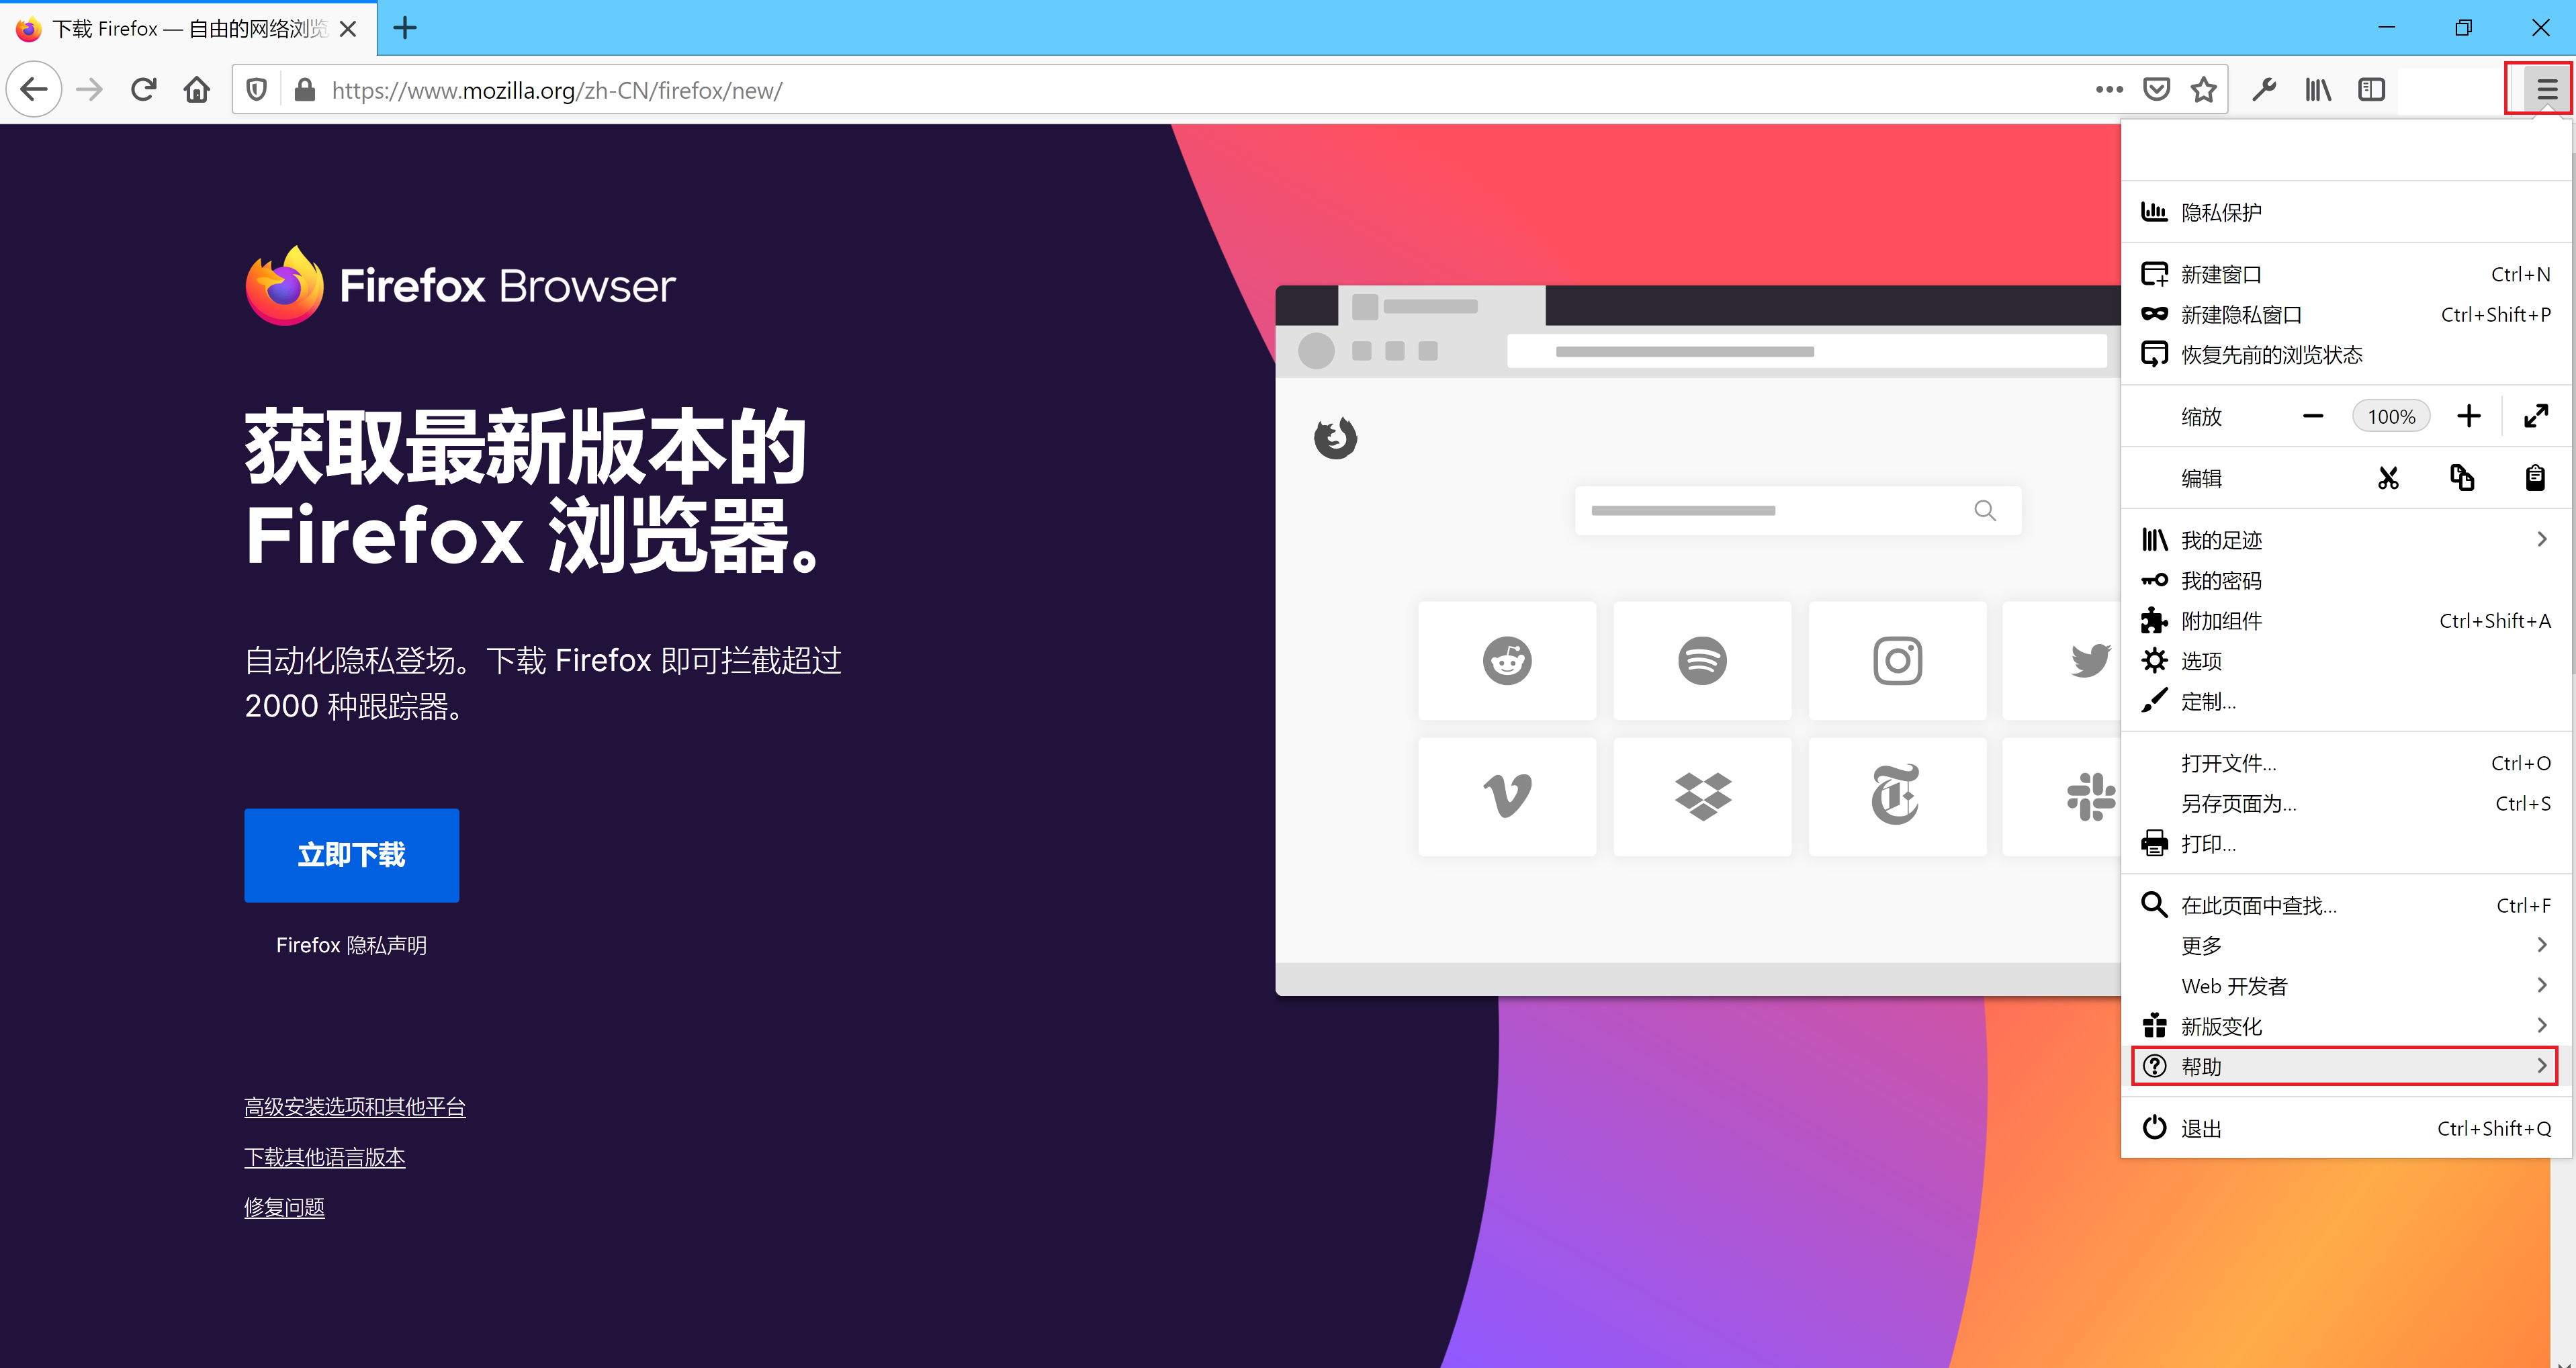 下载 Firefox — 自由的网络浏览
https://www.mozilla.org/zh-CN/firefox/new/
Firefox Browser
获取最新版本的
Firefox 浏览器。
自动化隐私登场。下载 Firefox 即可拦截超过
2000 种跟踪器。
立即下载
Firefox 隐私声明
高级安装选项和其他平台
下载其他语言版本
修复问题
隐私保护
新建窗口 Ctrl+N
新建隐私窗口 Ctrl+Shift+P
恢复先前的浏览状态
缩放 100%
编辑
我的足迹
我的密码
附加组件 Ctrl+Shift+A
选项
定制...
打开文件... Ctrl+O
另存页面为... Ctrl+S
打印...
在此页面中查找... Ctrl+F
更多
Web 开发者
新版变化
帮助
退出 Ctrl+Shift+Q